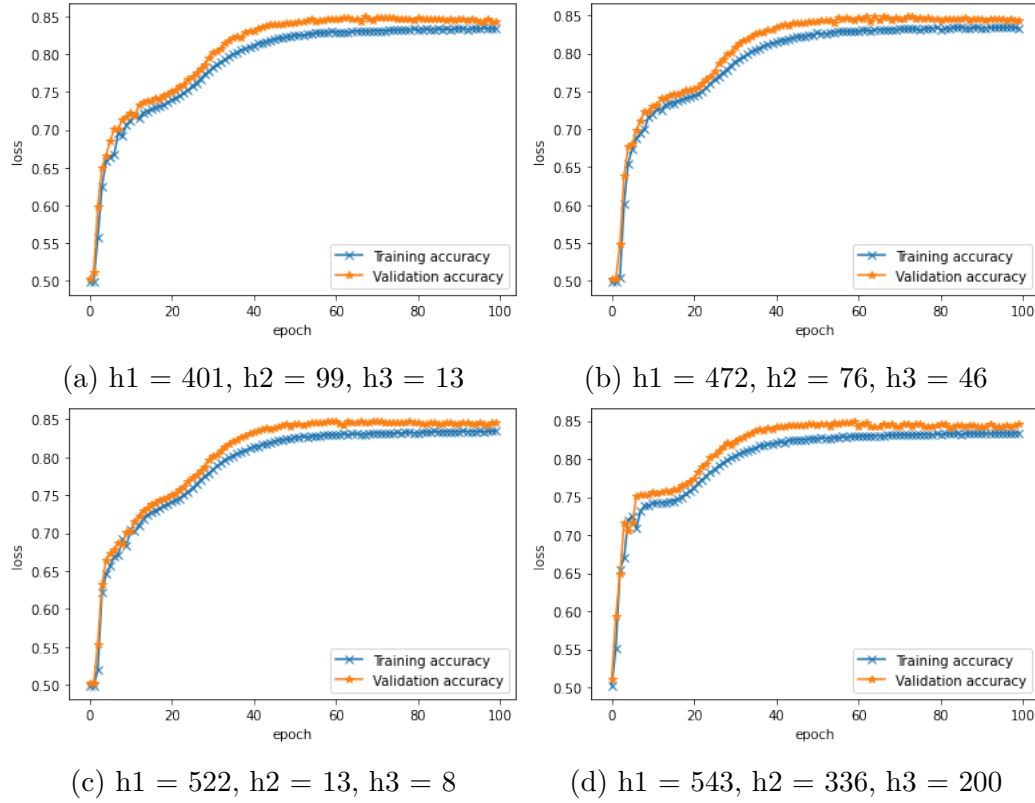 0.85
0.80
0.75
0.70
0.65
0.60
0.55
0.50
loss
0 20 40 60 80 100
epoch
Training accuracy
Validation accuracy
(a) h1 = 401, h2 = 99, h3 = 13
0.85
0.80
0.75
0.70
0.65
0.60
0.55
0.50
loss
0 20 40 60 80 100
epoch
Training accuracy
Validation accuracy
(b) h1 = 472, h2 = 76, h3 = 46
0.85
0.80
0.75
0.70
0.65
0.60
0.55
0.50
loss
0 20 40 60 80 100
epoch
Training accuracy
Validation accuracy
(c) h1 = 522, h2 = 13, h3 = 8
0.85
0.80
0.75
0.70
0.65
0.60
0.55
0.50
loss
0 20 40 60 80 100
epoch
Training accuracy
Validation accuracy
(d) h1 = 543, h2 = 336, h3 = 200